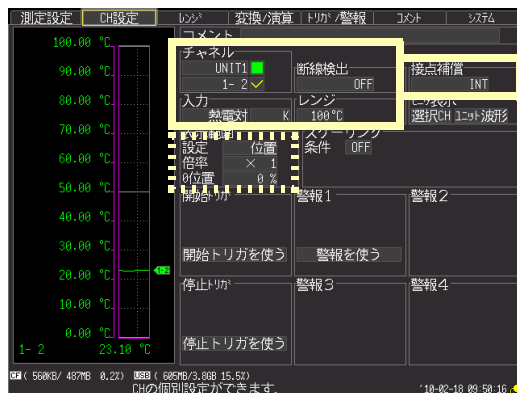 測定設定 CH設定 レンジ 変換/演算 トリガ/警報 コメント システム
コメント
100.00 °C
90.00 °C
80.00 °C
70.00 °C
60.00 °C
50.00 °C
40.00 °C
30.00 °C
20.00 °C
10.00 °C
0.00 °C
1-2
1- 2 23.10 °C
チャネル
UNIT1
1- 2
断線検出
OFF
接点補償
INT
入力
熱電対 K
レンジ
100°C
選択CH ユニット波形
設定 位置
倍率 × 1
0位置 0 %
スケーリング
条件 OFF
開始トリガ
開始トリガを使う
警報1
警報を使う
警報2
停止トリガ
停止トリガを使う
警報3
警報4
CF ( 560KB/ 487MB 0.2%) USB ( 605MB/3.8GB 15.5%)
CHの個別設定ができます。 '10-02-18 09:50:16